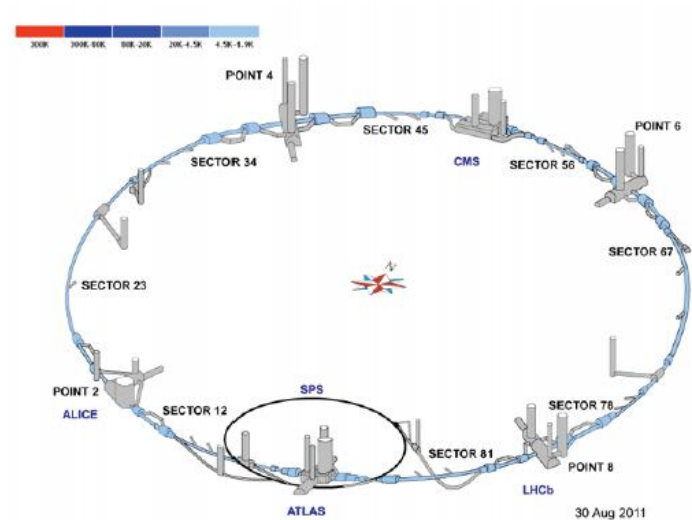 300K
300K-80K
80K-20K
20K-4.5K
4.5K-1.9K
POINT 4
SECTOR 45
POINT 6
SECTOR 34
CMS
SECTOR 56
SECTOR 67
N
SECTOR 23
SPS
POINT 2
ALICE
SECTOR 12
SECTOR 78
SECTOR 81
POINT 8
LHCb
ATLAS
30 Aug 2011